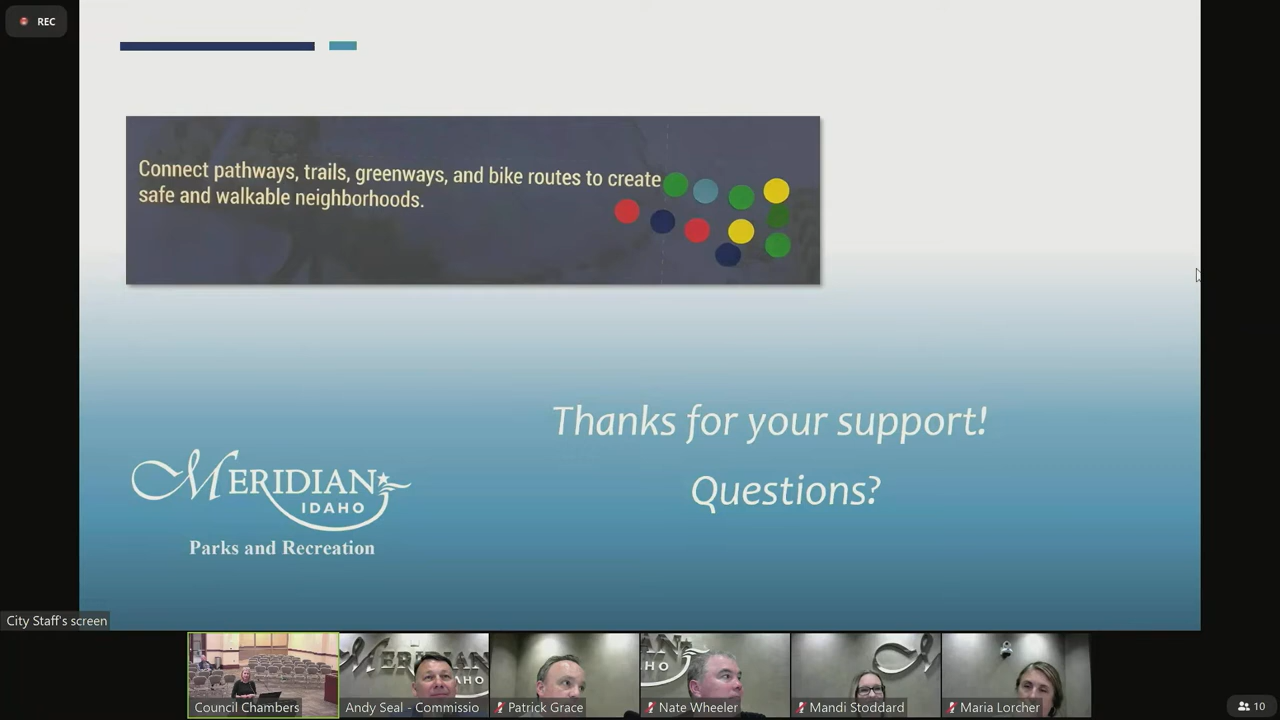 REC
Connect pathways, trails, greenways, and bike routes to create
safe and walkable neighborhoods.
Thanks for your support!
Questions?
MERIDIAN
IDAHO
Parks and Recreation
City Staff's screen
MERIDIAN
HO
Council Chambers
Andy Seal - Commissio
Patrick Grace
Nate Wheeler
Mandi Stoddard
Maria Lorcher
10